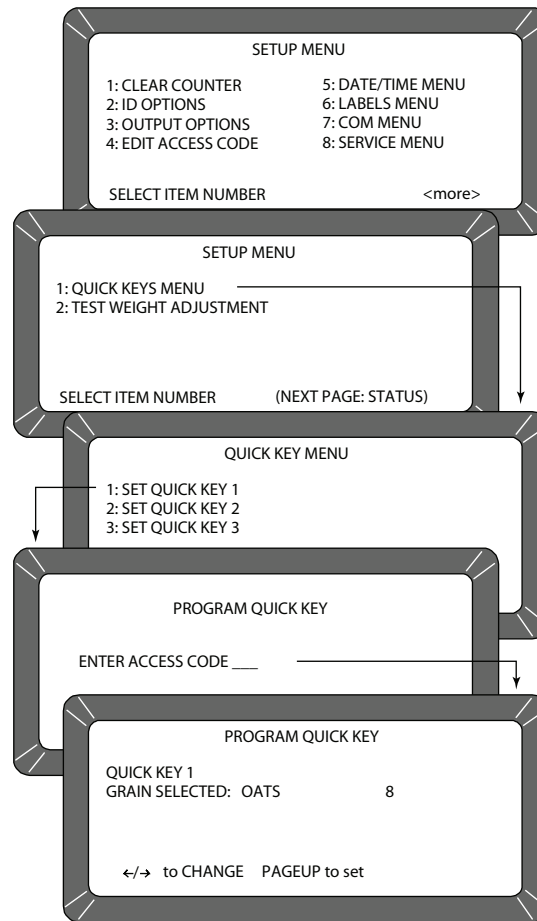 SETUP MENU
1: CLEAR COUNTER 5: DATE/TIME MENU
2: ID OPTIONS 6: LABELS MENU
3: OUTPUT OPTIONS 7: COM MENU
4: EDIT ACCESS CODE 8: SERVICE MENU
SELECT ITEM NUMBER <more>
SETUP MENU
1: QUICK KEYS MENU
2: TEST WEIGHT ADJUSTMENT
SELECT ITEM NUMBER (NEXT PAGE: STATUS)
QUICK KEY MENU
1: SET QUICK KEY 1
2: SET QUICK KEY 2
3: SET QUICK KEY 3
PROGRAM QUICK KEY
ENTER ACCESS CODE ___
PROGRAM QUICK KEY
QUICK KEY 1
GRAIN SELECTED: OATS 8
←/→ to CHANGE PAGEUP to set